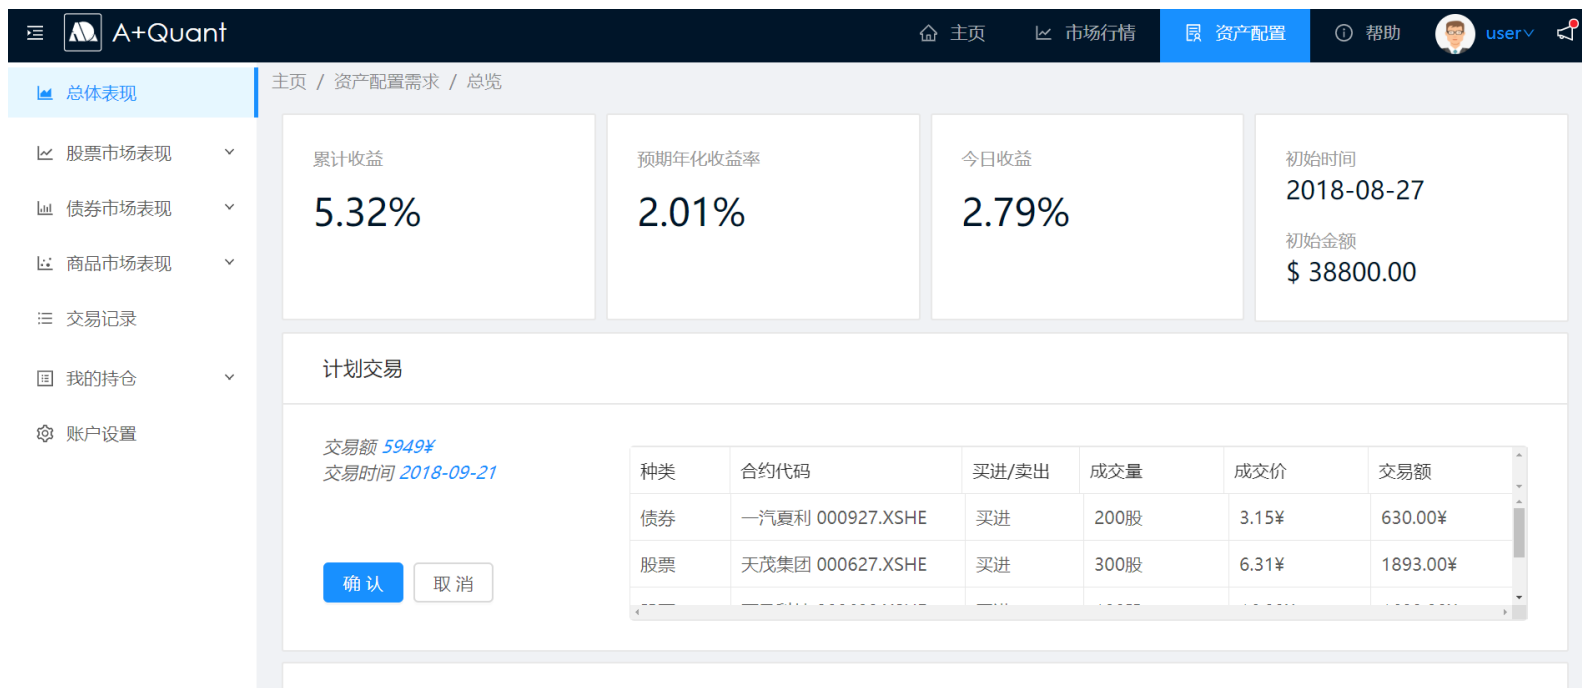 A+Quant
主页 市场行情 资产配置 帮助 user
总体表现
股票市场表现
债券市场表现
商品市场表现
交易记录
我的持仓
账户设置
主页 / 资产配置需求 / 总览
累计收益
5.32%
预期年化收益率
2.01%
今日收益
2.79%
初始时间
2018-08-27
初始金额
$ 38800.00
计划交易
交易额 5949¥
交易时间 2018-09-21
确 认 取 消
种类 合约代码 买进/卖出 成交量 成交价 交易额
债券 一汽夏利 000927.XSHE 买进 200股 3.15¥ 630.00¥
股票 天茂集团 000627.XSHE 买进 300股 6.31¥ 1893.00¥